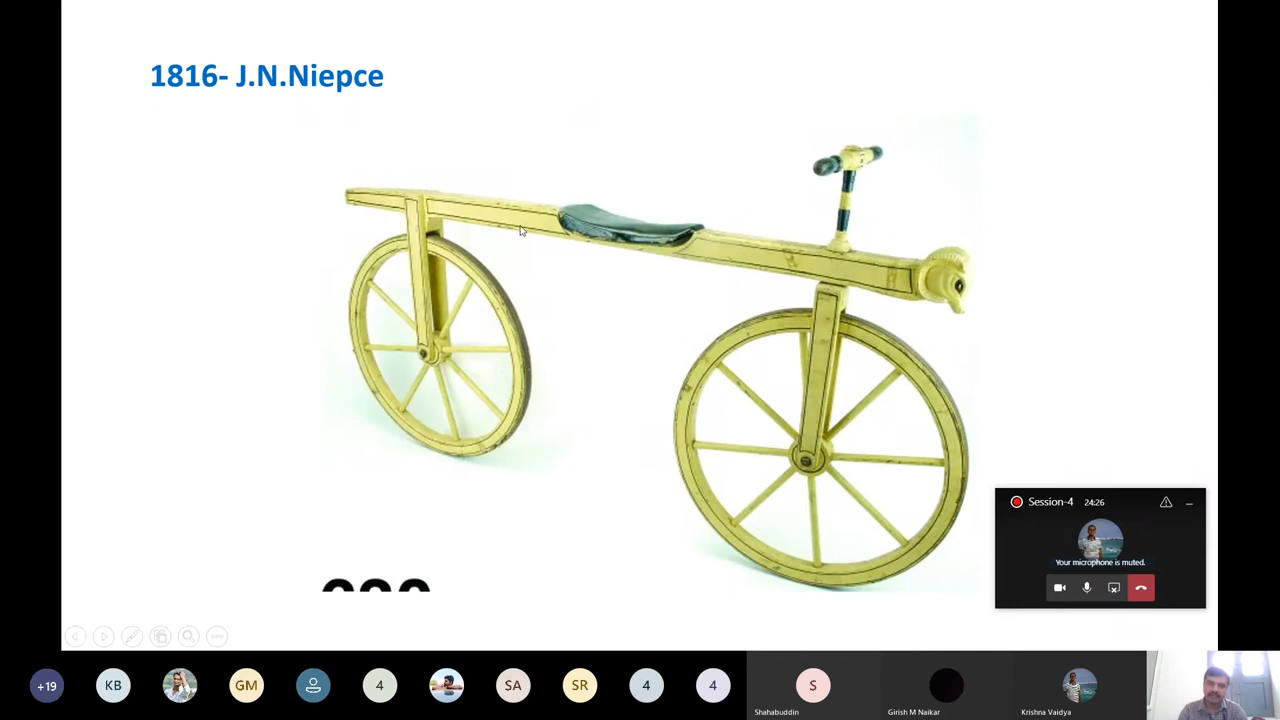 1816- J.N.Niepce
Session-4 24:26
Your microphone is muted.
+19 KB GM 4 SA SR 4 4 S
Shahabuddin Girish M Naikar Krishna Vaidya